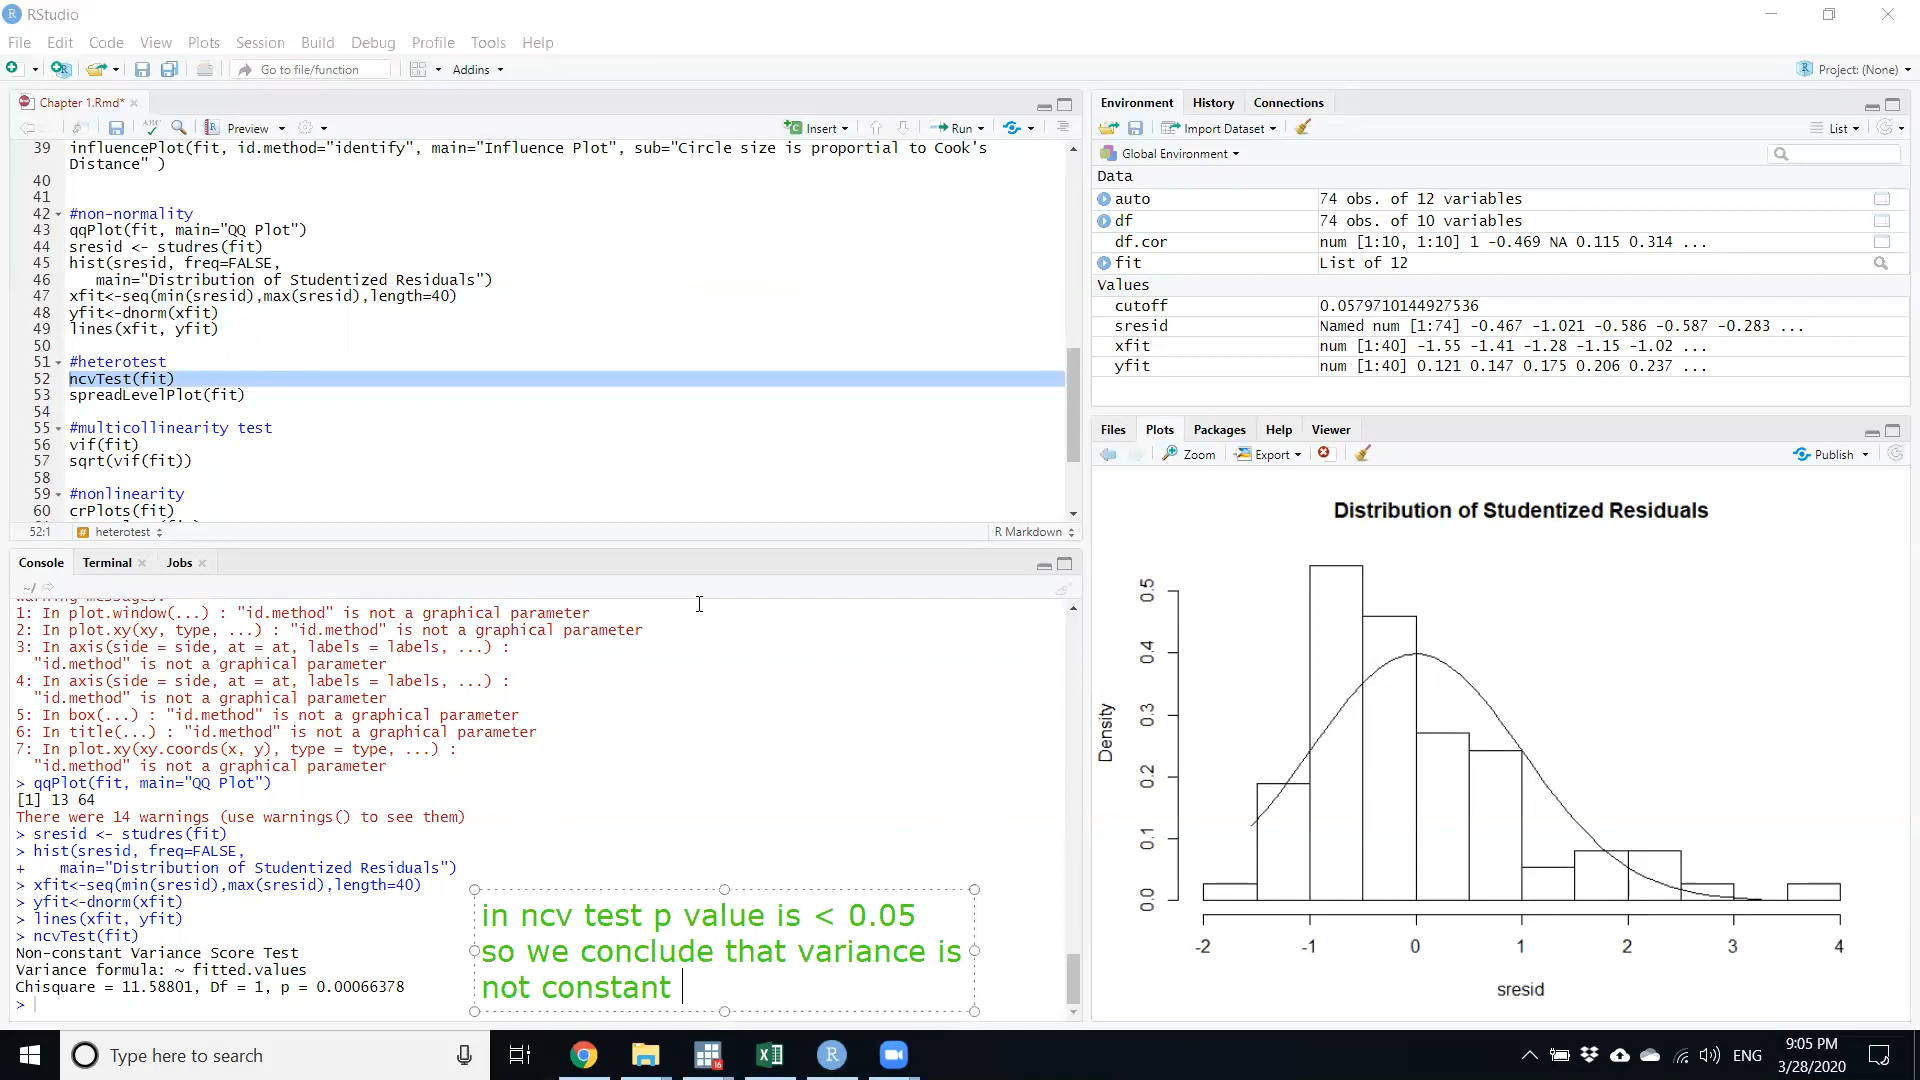 RStudio
File Edit Code View Plots Session Build Debug Profile Tools Help
Go to file/function Addins Project: (None)
Chapter 1.Rmd*
ABC Preview Insert Run
39 influencePlot(fit, id.method="identify", main="Influence Plot", sub="Circle size is proportial to Cook's
Distance" )
40
41
42 #non-normality
43 qqPlot(fit, main="QQ Plot")
44 sresid <- studres(fit)
45 hist(sresid, freq=FALSE,
46 main="Distribution of Studentized Residuals")
47 xfit<-seq(min(sresid),max(sresid),length=40)
48 yfit<-dnorm(xfit)
49 lines(xfit, yfit)
50
51 #heterotest
52 ncvTest(fit)
53 spreadLevelPlot(fit)
54
55 #multicollinearity test
56 vif(fit)
57 sqrt(vif(fit))
58
59 #nonlinearity
60 crPlots(fit)
52:1 # heterotest R Markdown
Console Terminal Jobs
~/
1: In plot.window(...) : "id.method" is not a graphical parameter
2: In plot.xy(xy, type, ...) : "id.method" is not a graphical parameter
3: In axis(side = side, at = at, labels = labels, ...) :
"id.method" is not a graphical parameter
4: In axis(side = side, at = at, labels = labels, ...) :
"id.method" is not a graphical parameter
5: In box(...) : "id.method" is not a graphical parameter
6: In title(...) : "id.method" is not a graphical parameter
7: In plot.xy(xy.coords(x, y), type = type, ...) :
"id.method" is not a graphical parameter
> qqPlot(fit, main="QQ Plot")
[1] 13 64
There were 14 warnings (use warnings() to see them)
> sresid <- studres(fit)
> hist(sresid, freq=FALSE,
+ main="Distribution of Studentized Residuals")
> xfit<-seq(min(sresid),max(sresid),length=40)
> yfit<-dnorm(xfit)
> lines(xfit, yfit)
> ncvTest(fit)
Non-constant Variance Score Test
Variance formula: ~ fitted.values
Chisquare = 11.58801, Df = 1, p = 0.00066378
>
in ncv test p value is < 0.05
so we conclude that variance is
not constant
Environment History Connections
Import Dataset List
Global Environment
Data
auto 74 obs. of 12 variables
df 74 obs. of 10 variables
df.cor num [1:10, 1:10] 1 -0.469 NA 0.115 0.314 ...
fit List of 12
Values
cutoff 0.0579710144927536
sresid Named num [1:74] -0.467 -1.021 -0.586 -0.587 -0.283 ...
xfit num [1:40] -1.55 -1.41 -1.28 -1.15 -1.02 ...
yfit num [1:40] 0.121 0.147 0.175 0.206 0.237 ...
Files Plots Packages Help Viewer
Zoom Export Publish
Distribution of Studentized Residuals
Density
0.5
0.4
0.3
0.2
0.1
0.0
-2 -1 0 1 2 3 4
sresid
Type here to search
16
ENG
9:05 PM
3/28/2020